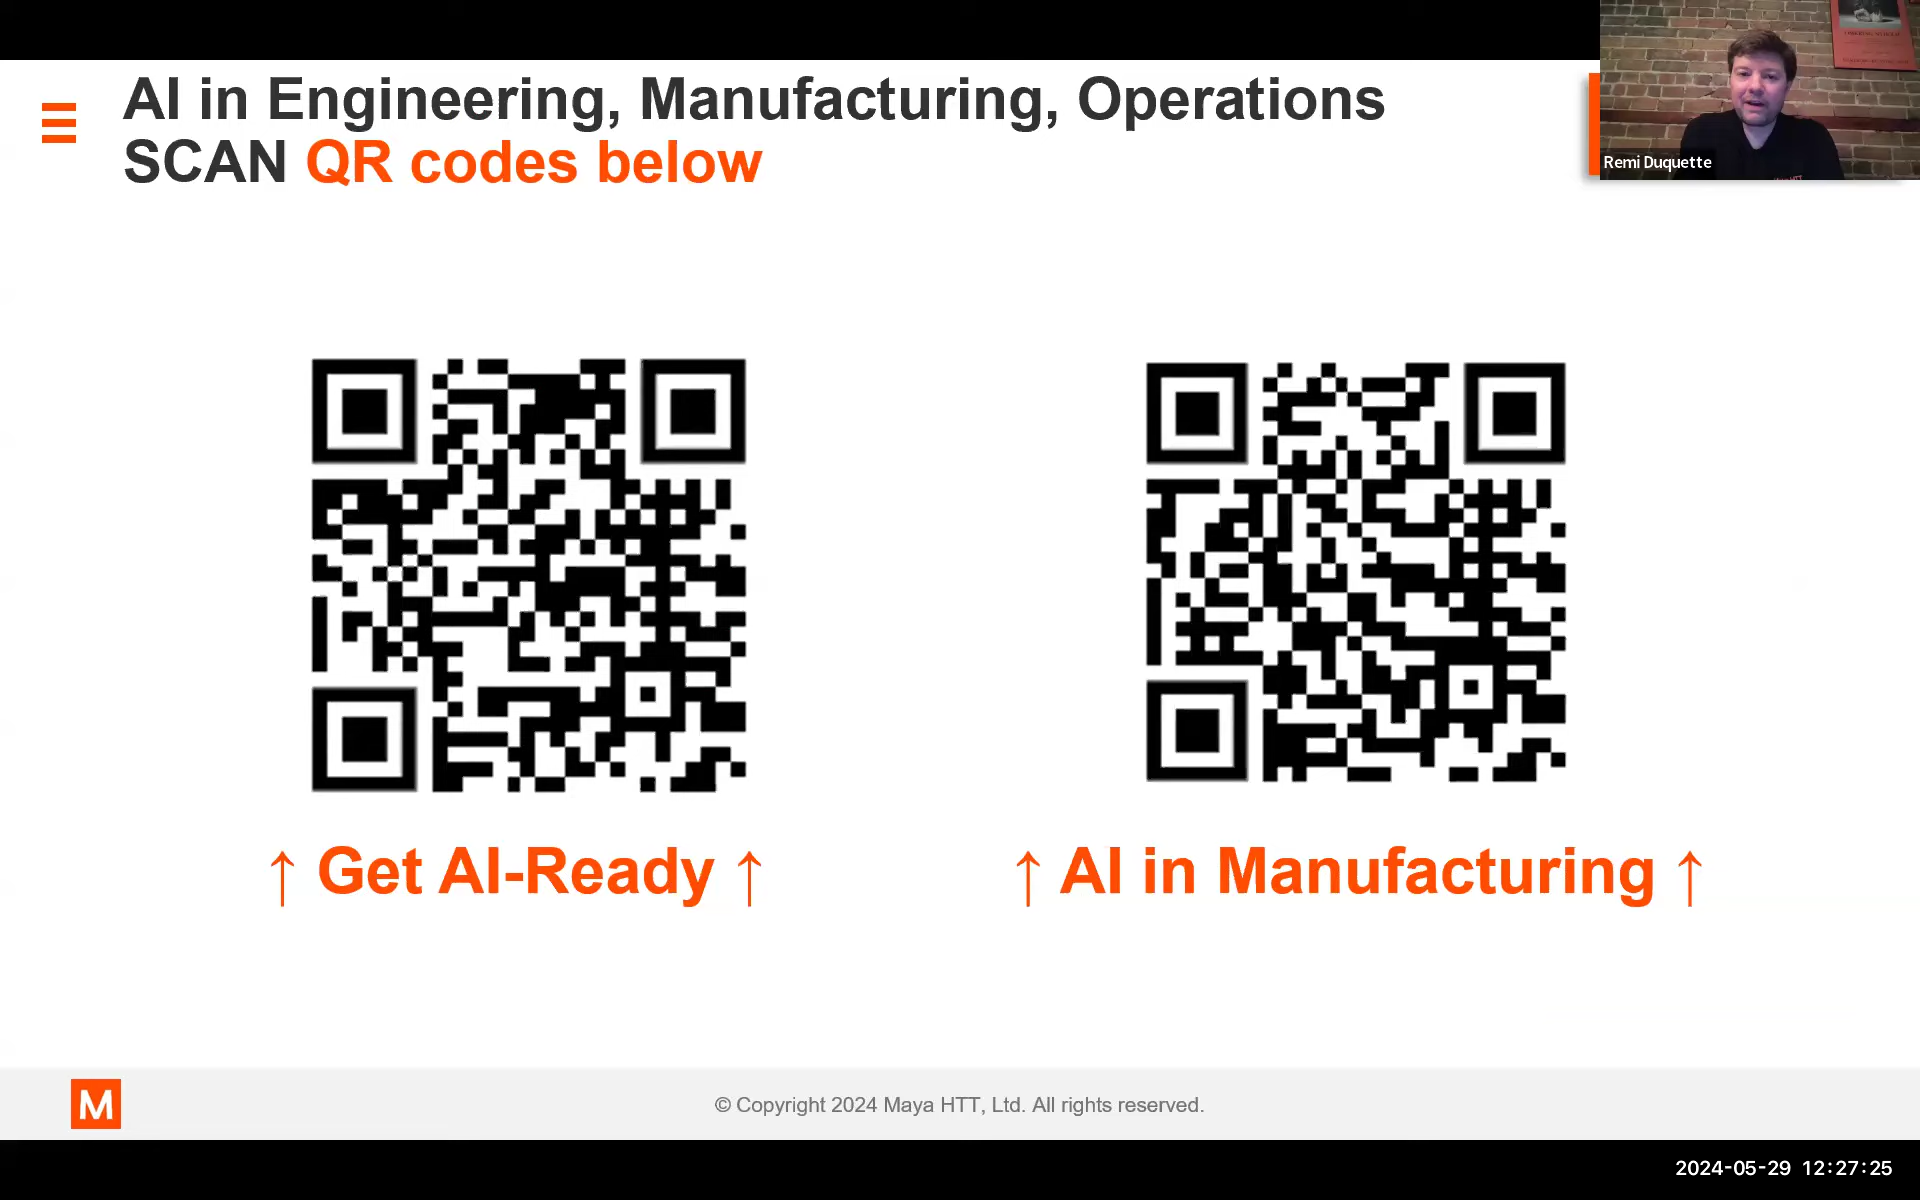 AI in Engineering, Manufacturing, Operations
SCAN QR codes below
Remi Duquette
↑ Get AI-Ready ↑
↑ AI in Manufacturing ↑
M
© Copyright 2024 Maya HTT, Ltd. All rights reserved.
2024-05-29 12:27:25